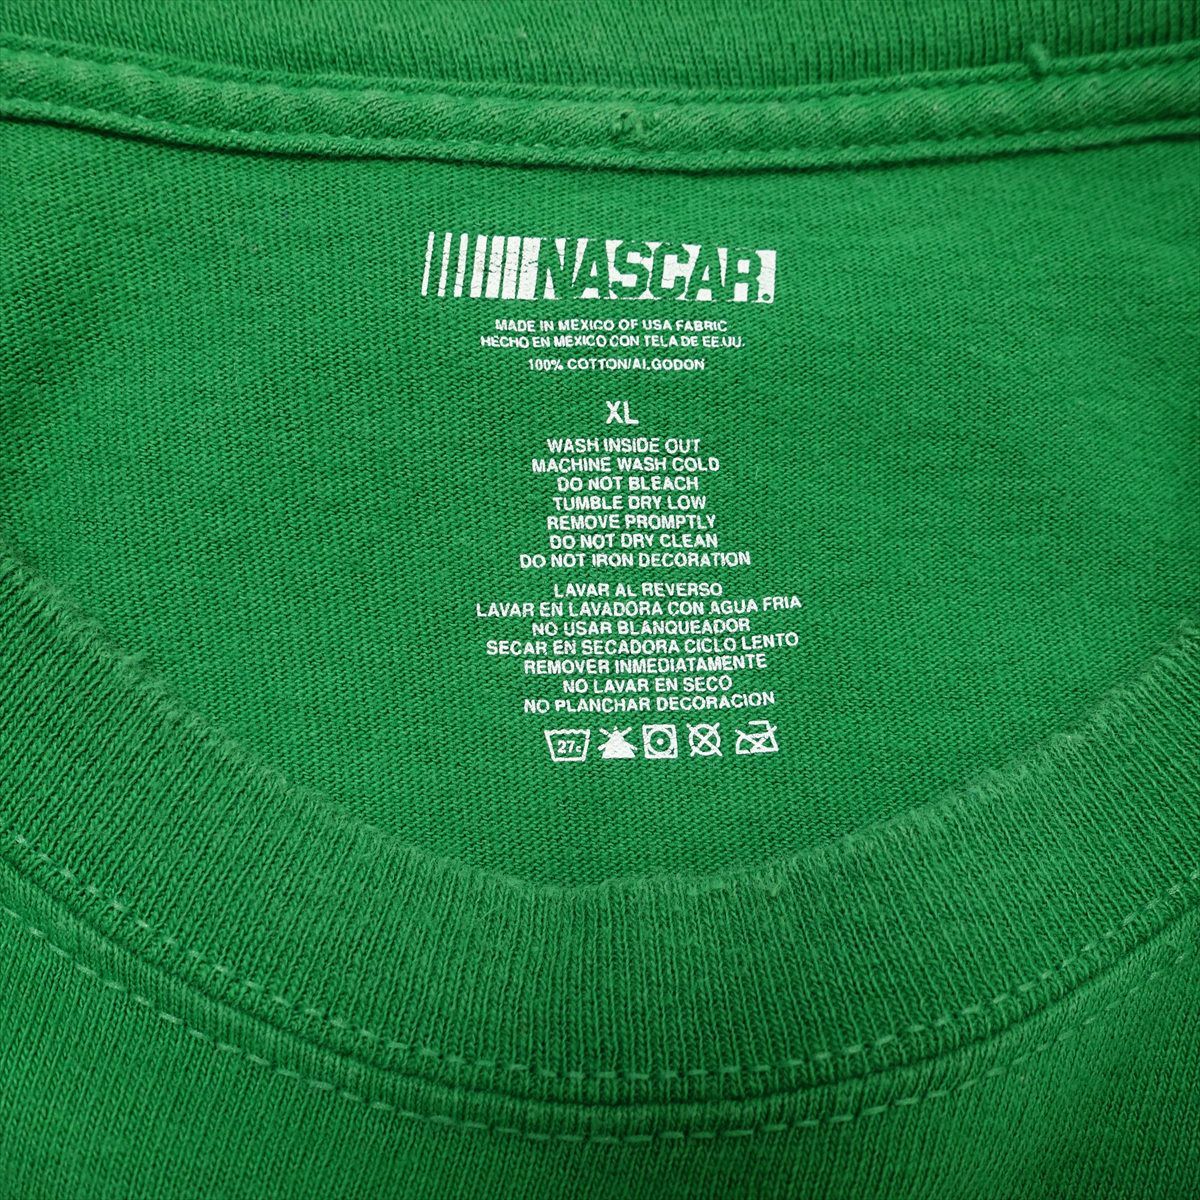 NASCAR.
MADE IN MEXICO OF USA FABRIC
HECHO EN MEXICO CON TELA DE EE.UU.
100% COTTON/ALGODON
XL
WASH INSIDE OUT
MACHINE WASH COLD
DO NOT BLEACH
TUMBLE DRY LOW
REMOVE PROMPTLY
DO NOT DRY CLEAN
DO NOT IRON DECORATION
LAVAR AL REVERSO
LAVAR EN LAVADORA CON AGUA FRIA
NO USAR BLANQUEADOR
SECAR EN SECADORA CICLO LENTO
REMOVER INMEDIATAMENTE
NO LAVAR EN SECO
NO PLANCHAR DECORACION
27c